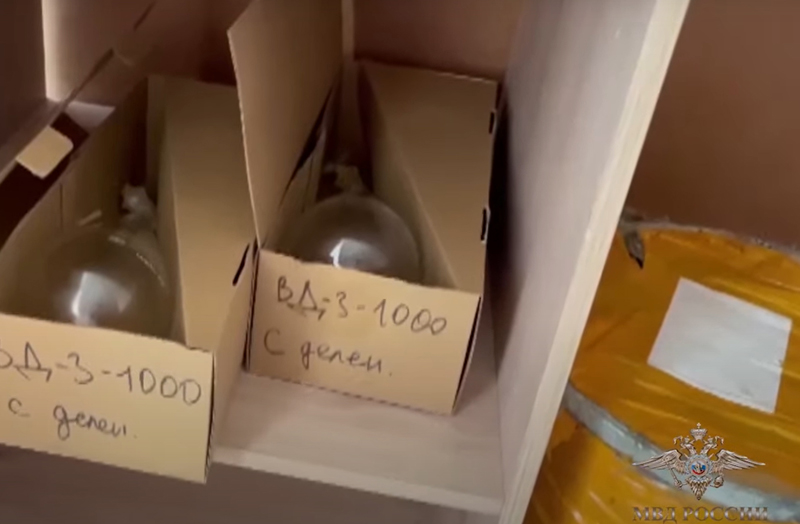 ВД-3-1000
с делен.
ВД-3-1000
с делен.
МВД РОССИИ